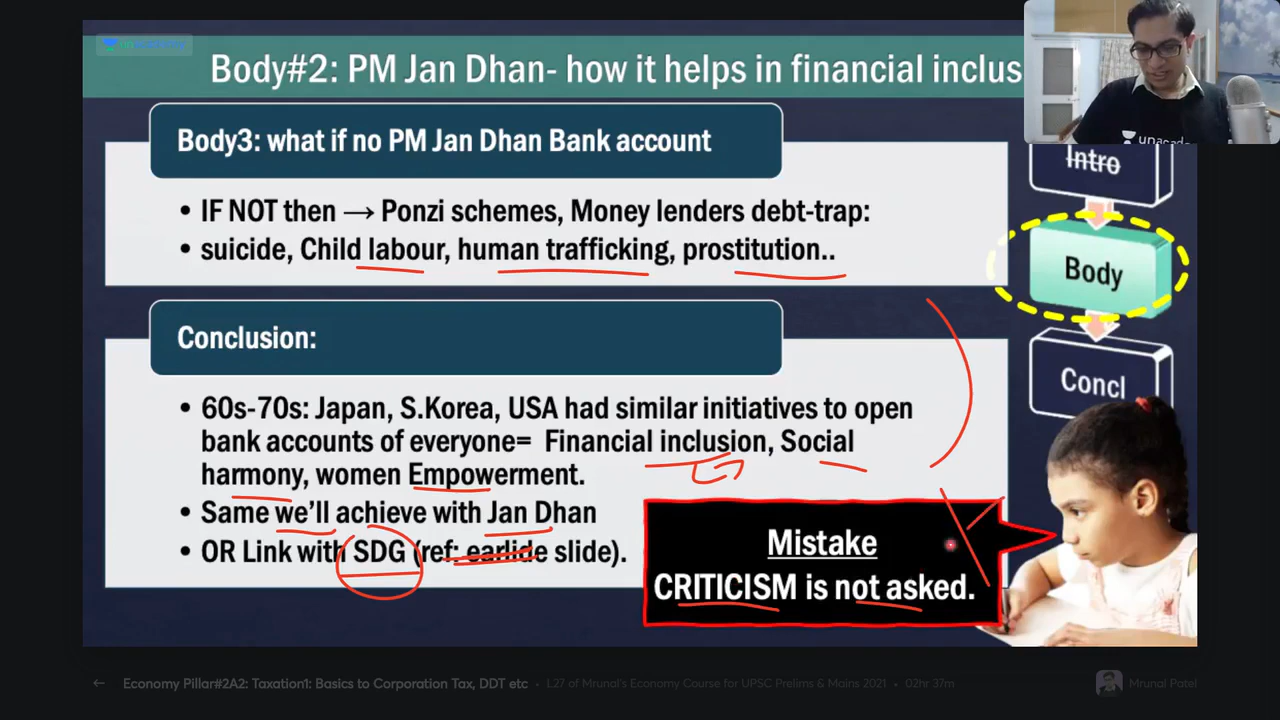 Body#2: PM Jan Dhan- how it helps in financial inclus
Body3: what if no PM Jan Dhan Bank account
• IF NOT then → Ponzi schemes, Money lenders debt-trap:
• suicide, Child labour, human trafficking, prostitution..
Intro
Body
Concl
Conclusion:
• 60s-70s: Japan, S.Korea, USA had similar initiatives to open
bank accounts of everyone= Financial inclusion, Social
harmony, women Empowerment.
• Same we'll achieve with Jan Dhan
• OR Link with SDG (ref: earlide slide).
Mistake
CRITICISM is not asked.
← Economy Pillar#2A2: Taxation1: Basics to Corporation Tax, DDT etc • L27 of Mrunal's Economy Course for UPSC Prelims & Mains 2021 • 02hr 37m
Mrunal Patel